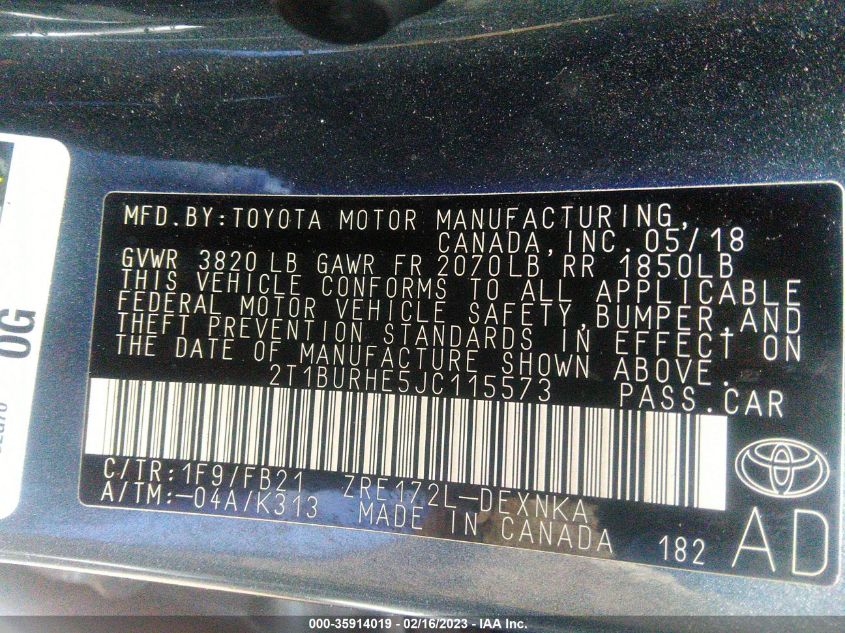 MFD.BY:TOYOTA MOTOR MANUFACTURING,
CANADA,INC. 05/18
GVWR 3820 LB GAWR FR 2070LB RR 1850LB
THIS VEHICLE CONFORMS TO ALL APPLICABLE
FEDERAL MOTOR VEHICLE SAFETY,BUMPER,AND
THEFT PREVENTION STANDARDS IN EFFECT ON
THE DATE OF MANUFACTURE SHOWN ABOVE.
2T1BURHE5JC115573 PASS.CAR
C/TR:1F9/FB21 ZRE172L-DEXNKA
A/TM:-04A/K313 MADE IN CANADA 182 AD
OG
000-35914019 - 02/16/2023 - IAA Inc.